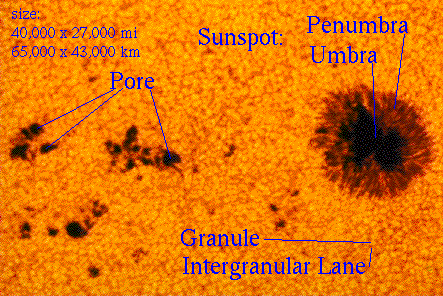 size:
40,000 x 27,000 mi
65,000 x 43,000 km
Sunspot:
Penumbra
Umbra
Pore
Granule
Intergranular Lane